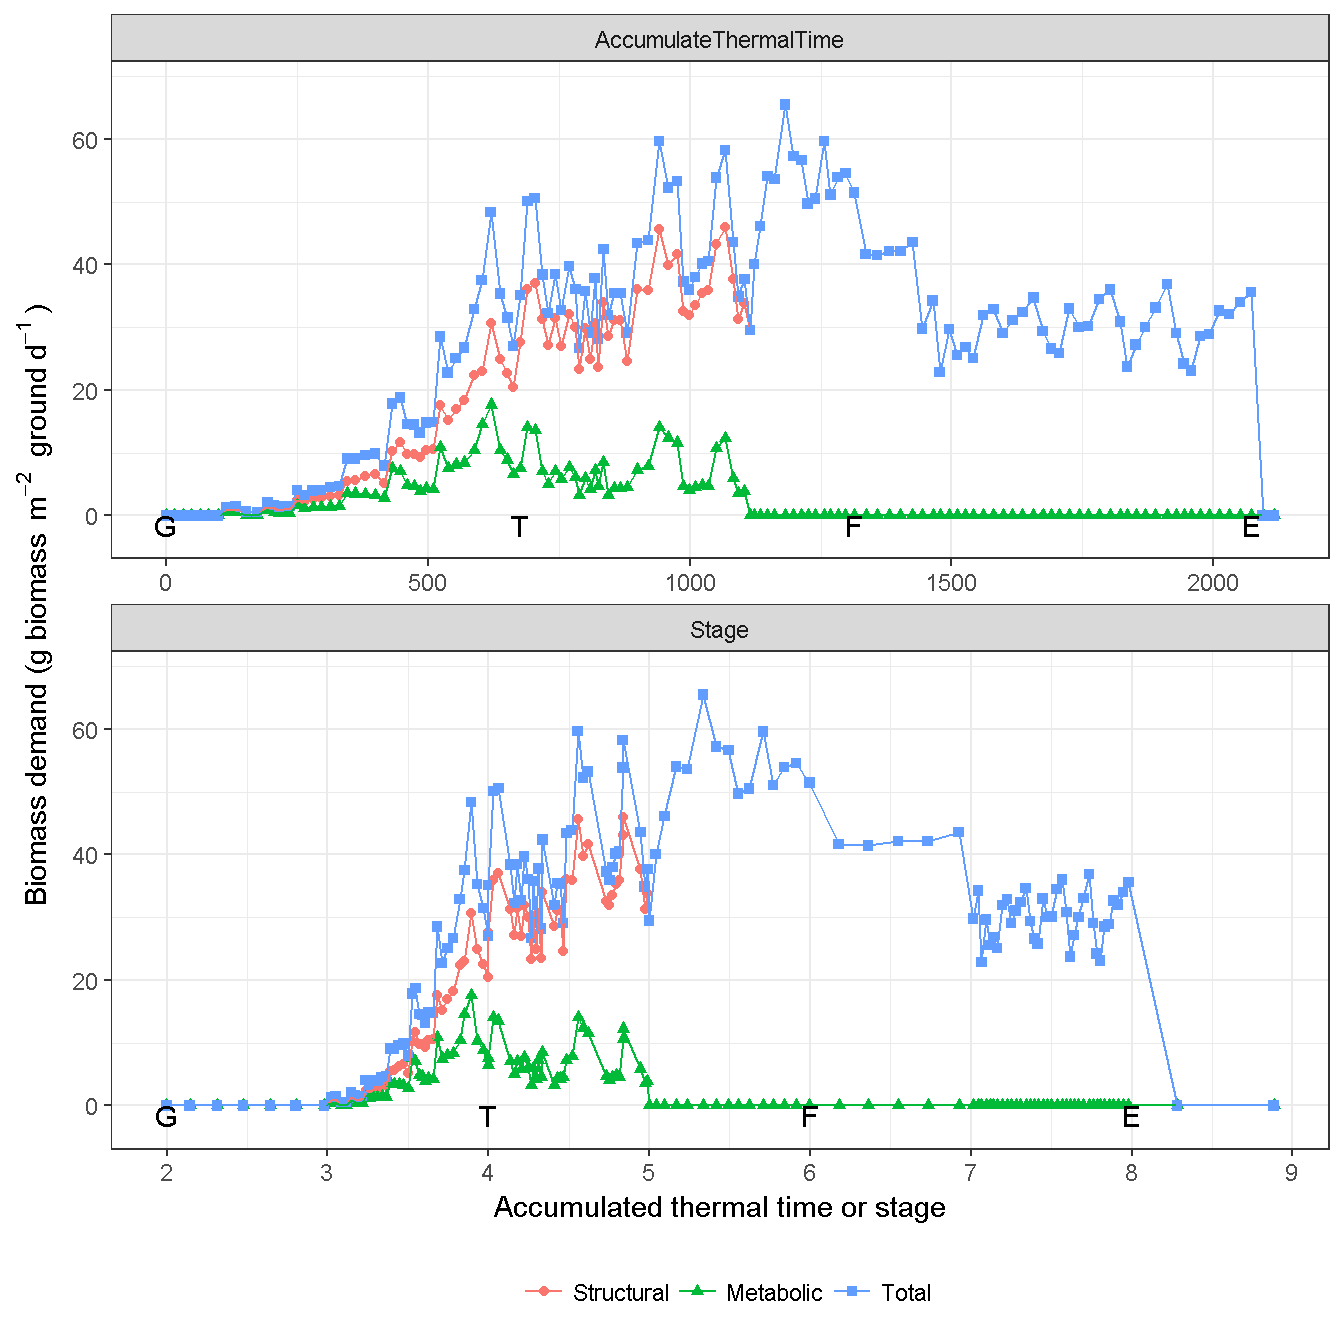 AccumulateThermalTime
60
40
20
0
G T F E
0 500 1000 1500 2000
Biomass demand (g biomass m⁻² ground d⁻¹)
Stage
60
40
20
0
G T F E
2 3 4 5 6 7 8 9
Accumulated thermal time or stage
Structural Metabolic Total